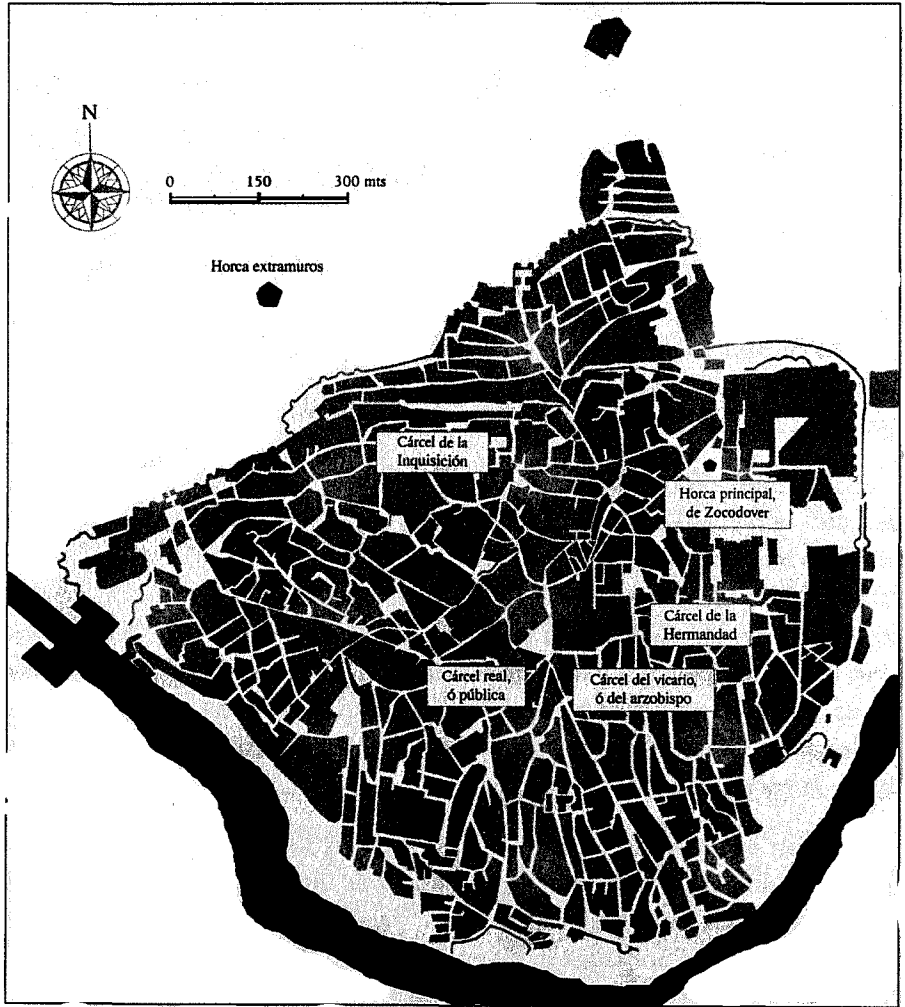 N
0 150 300 mts
Horca extramuros
Cárcel de la
Inquisición
Horca principal,
de Zocodover
Cárcel de la
Hermandad
Cárcel real,
ó pública
Cárcel del vicario,
ó del arzobispo